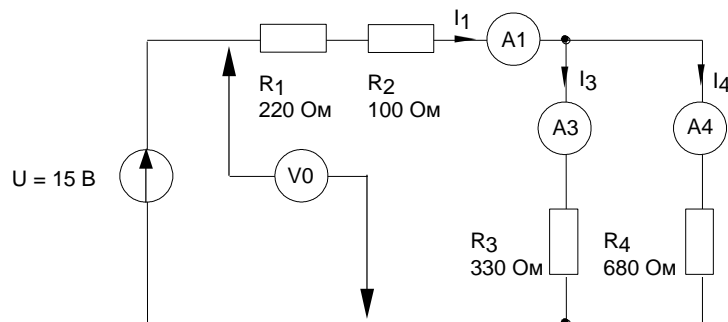 I1
A1
R1
220 Ом
R2
100 Ом
I3
I4
A3
A4
U = 15 В
V0
R3
330 Ом
R4
680 Ом